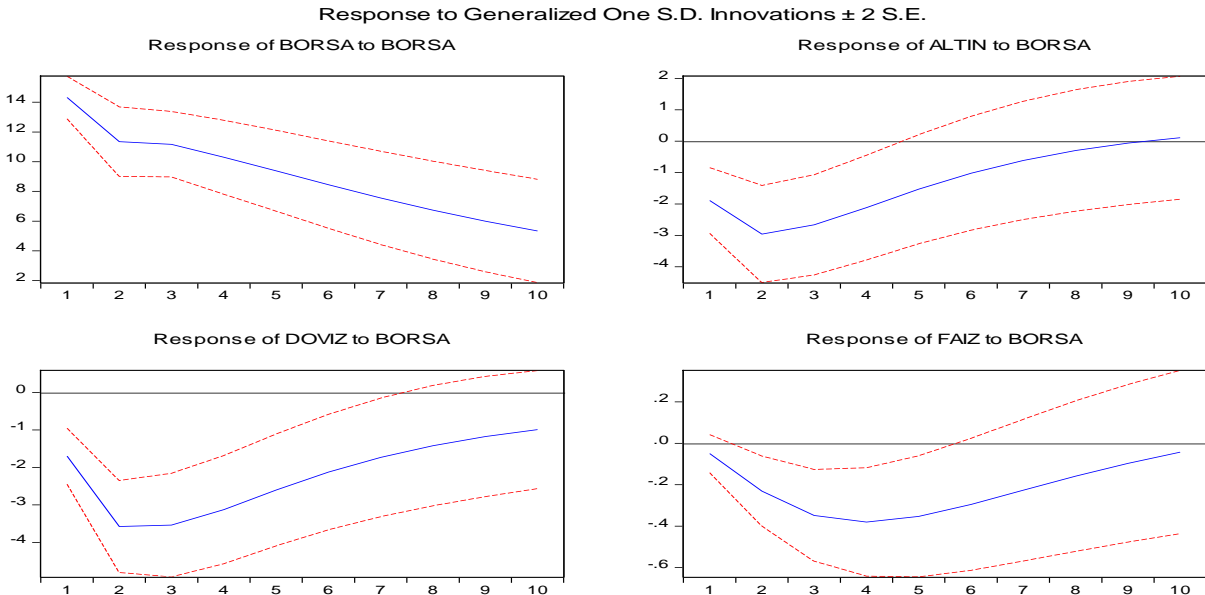 Response to Generalized One S.D. Innovations ± 2 S.E.
Response of BORSA to BORSA
14
12
10
8
6
4
2
1 2 3 4 5 6 7 8 9 10
Response of ALTIN to BORSA
2
1
0
-1
-2
-3
-4
1 2 3 4 5 6 7 8 9 10
Response of DOVIZ to BORSA
0
-1
-2
-3
-4
1 2 3 4 5 6 7 8 9 10
Response of FAIZ to BORSA
.2
.0
-.2
-.4
-.6
1 2 3 4 5 6 7 8 9 10